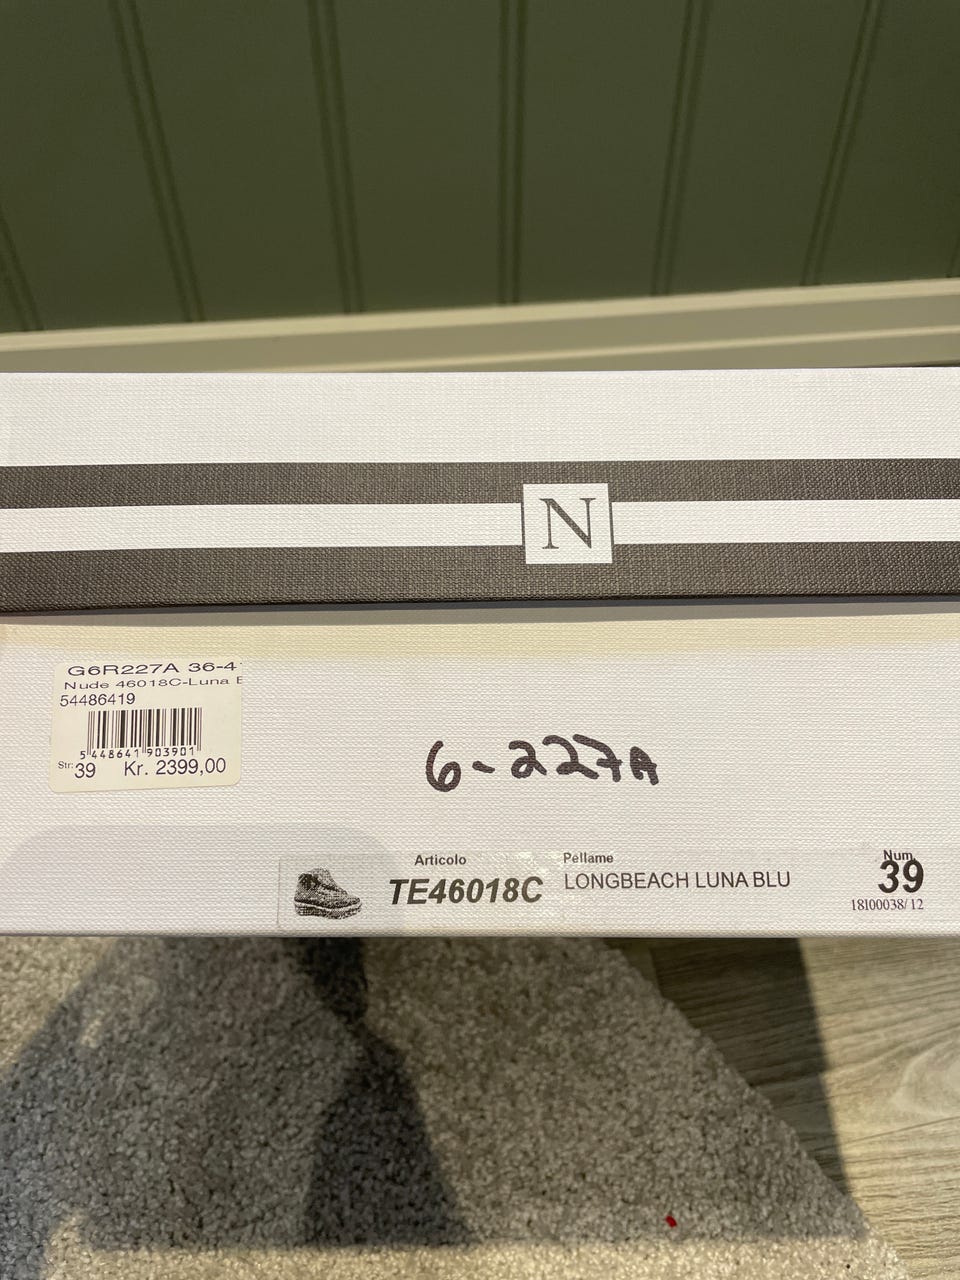 N
G6R227A 36-4
Nude 46018C-Luna
54486419
5 448641 903901
Str: 39 Kr. 2399,00
6-227A
Articolo Pellame Num.
TE46018C LONGBEACH LUNA BLU 39
18100038/12